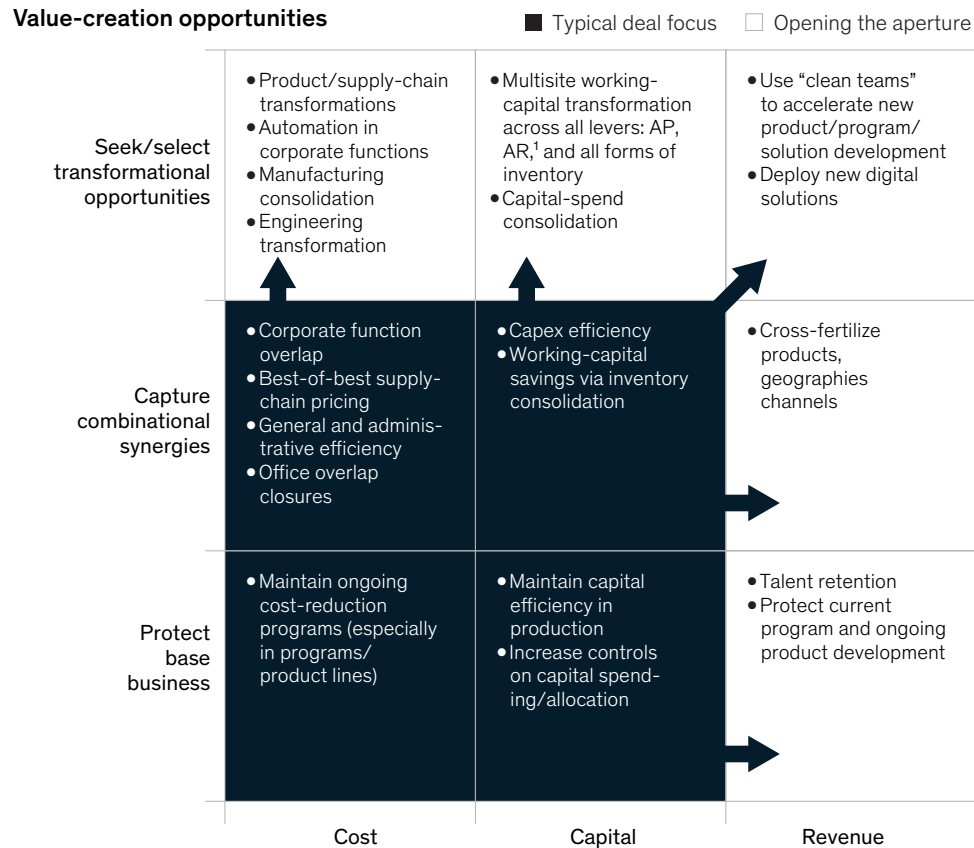 Value-creation opportunities
Typical deal focus
Opening the aperture
Seek/select
transformational
opportunities
•Product/supply-chain
transformations
•Automation in
corporate functions
•Manufacturing
consolidation
•Engineering
transformation
•Multisite working-
capital transformation
across all levers: AP,
AR,¹ and all forms of
inventory
•Capital-spend
consolidation
•Use “clean teams”
to accelerate new
product/program/
solution development
•Deploy new digital
solutions
Capture
combinational
synergies
•Corporate function
overlap
•Best-of-best supply-
chain pricing
•General and adminis-
trative efficiency
•Office overlap
closures
•Capex efficiency
•Working-capital
savings via inventory
consolidation
•Cross-fertilize
products,
geographies
channels
Protect
base
business
•Maintain ongoing
cost-reduction
programs (especially
in programs/
product lines)
•Maintain capital
efficiency in
production
•Increase controls
on capital spend-
ing/allocation
•Talent retention
•Protect current
program and ongoing
product development
Cost
Capital
Revenue